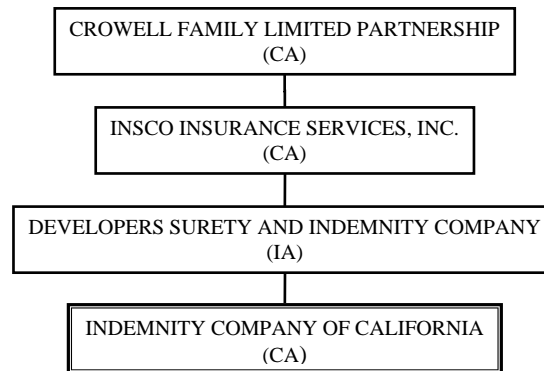 CROWELL FAMILY LIMITED PARTNERSHIP
(CA)
INSCO INSURANCE SERVICES, INC.
(CA)
DEVELOPERS SURETY AND INDEMNITY COMPANY
(IA)
INDEMNITY COMPANY OF CALIFORNIA
(CA)